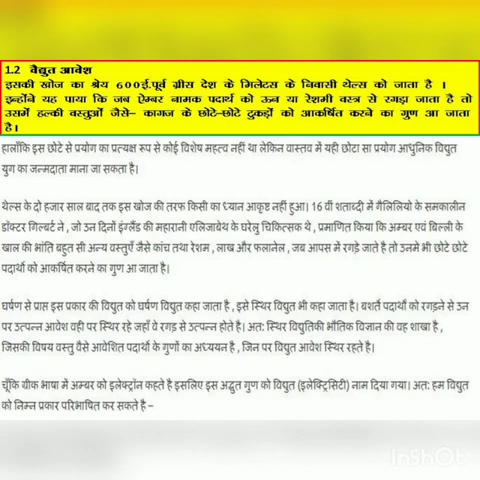 1.2 वैद्युत आवेश
इसकी खोज का श्रेय 600ई.पूर्व ग्रीस देश के मिलेटस के निवासी थेल्स को जाता है ।
इन्होंने यह पाया कि जब ऐम्बर नामक पदार्थ को ऊन या रेशमी वस्त्र से रगड़ा जाता है तो
उसमें हल्की वस्तुओं जैसे- कागज के छोटे-छोटे टुकड़ों को आकर्षित करने का गुण आ जाता
है।
हालाँकि इस छोटे से प्रयोग का प्रत्यक्ष रूप से कोई विशेष महत्व नहीं था लेकिन वास्तव में यही छोटा सा प्रयोग आधुनिक विद्युत
युग का जन्मदाता माना जा सकता है।
थेल्स के दो हजार साल बाद तक इस खोज की तरफ किसी का ध्यान आकृष्ट नहीं हुआ। 16 वीं शताब्दी में गैलिलियो के समकालीन
डॉक्टर गिल्बर्ट ने , जो उन दिनों इंग्लैंड की महारानी एलिजाबेथ के घरेलु चिकित्सक थे , प्रमाणित किया कि अम्बर एवं बिल्ली के
खाल की भांति बहुत सी अन्य वस्तुएँ जैसे कांच तथा रेशम , लाख और फलानेल , जब आपस में रगड़े जाते है तो उनमे भी छोटे छोटे
पदार्थो को आकर्षित करने का गुण आ जाता है।
घर्षण से प्राप्त इस प्रकार की विद्युत को घर्षण विद्युत कहा जाता है , इसे स्थिर विद्युत भी कहा जाता है। बशर्ते पदार्थों को रगड़ने से उन
पर उत्पन्न आवेश वही पर स्थिर रहे जहाँ वे रगड़ से उत्पन्न होते है। अत: स्थिर विद्युतिकी भौतिक विज्ञान की वह शाखा है ,
जिसकी विषय वस्तु वैसे आवेशित पदार्थो के गुणों का अध्ययन है , जिन पर विद्युत आवेश स्थिर रहते है।
चूँकि ग्रीक भाषा में अम्बर को इलेक्ट्रॉन कहते है इसलिए इस अद्भुत गुण को विद्युत (इलेक्ट्रिसिटी) नाम दिया गया। अत: हम विद्युत
को निम्न प्रकार परिभाषित कर सकते है –
InShOt